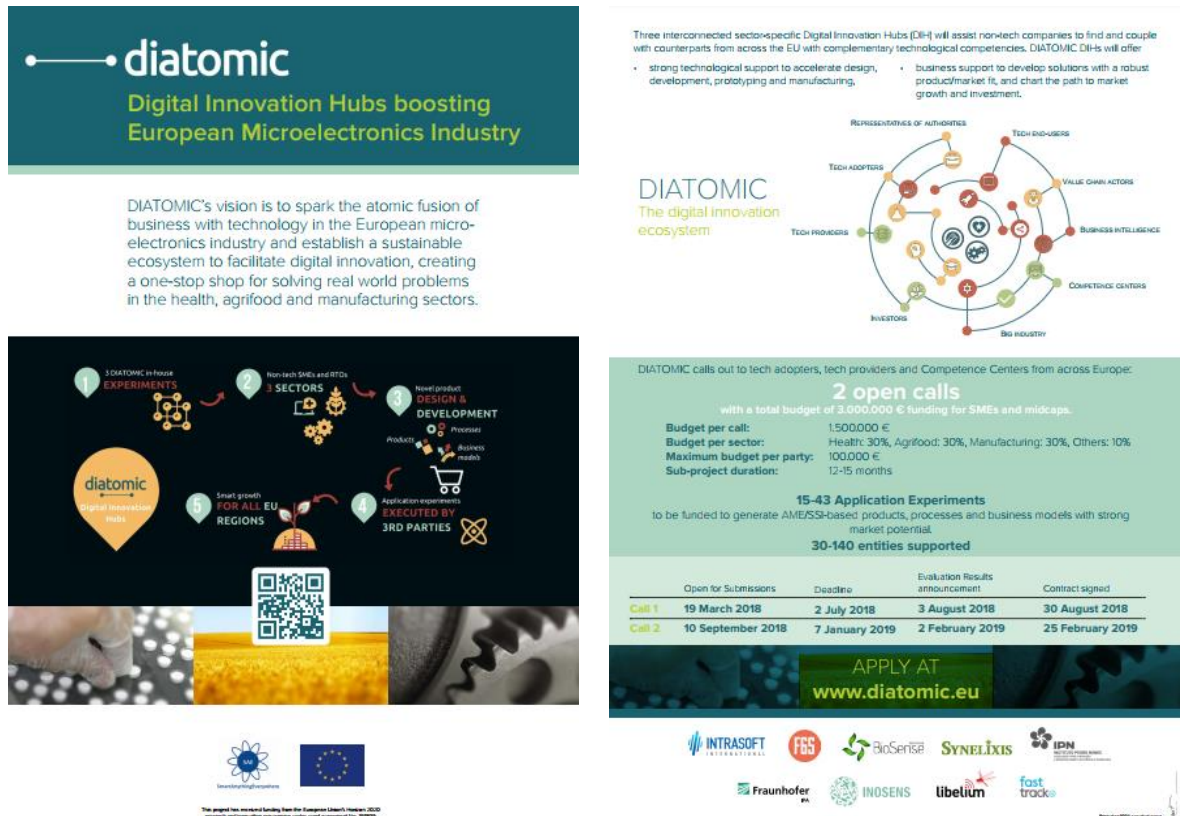 diatomic
Digital Innovation Hubs boosting
European Microelectronics Industry
DIATOMIC's vision is to spark the atomic fusion of
business with technology in the European micro-
electronics industry and establish a sustainable
ecosystem to facilitate digital innovation, creating
a one-stop shop for solving real world problems
in the health, agrifood and manufacturing sectors.
1
3 DIATOMIC in-house
EXPERIMENTS
2
Non-tech SMEs and RTOs
3 SECTORS
3
Novel product
DESIGN &
DEVELOPMENT
Processes
Products
Business
models
diatomic
Digital Innovation
Hubs
5
Smart growth
FOR ALL EU
REGIONS
4
Application experiments
EXECUTED BY
3RD PARTIES
SAE
SmartAnythingEverywhere
This project has received funding from the European Union's Horizon 2020
Three interconnected sector-specific Digital Innovation Hubs (DIH) will assist non-tech companies to find and couple
with counterparts from across the EU with complementary technological competencies. DIATOMIC DIHs will offer
• strong technological support to accelerate design,
development, prototyping and manufacturing,
• business support to develop solutions with a robust
product/market fit, and chart the path to market
growth and investment.
DIATOMIC
The digital innovation
ecosystem
REPRESENTATIVES OF AUTHORITIES
TECH END-USERS
TECH ADOPTERS
VALUE CHAIN ACTORS
TECH PROVIDERS
BUSINESS INTELLIGENCE
COMPETENCE CENTERS
INVESTORS
BIG INDUSTRY
DIATOMIC calls out to tech adopters, tech providers and Competence Centers from across Europe:
2 open calls
with a total budget of 3.000.000 € funding for SMEs and midcaps.
Budget per call: 1.500.000 €
Budget per sector: Health: 30%, Agrifood: 30%, Manufacturing: 30%, Others: 10%
Maximum budget per party: 100.000 €
Sub-project duration: 12-15 months
15-43 Application Experiments
to be funded to generate AME/SSI-based products, processes and business models with strong
market potential.
30-140 entities supported
Open for Submissions Deadline Evaluation Results announcement Contract signed
Call 1 19 March 2018 2 July 2018 3 August 2018 30 August 2018
Call 2 10 September 2018 7 January 2019 2 February 2019 25 February 2019
APPLY AT
www.diatomic.eu
INTRASOFT
INTERNATIONAL
F6S
BioSense
SYNELIXIS
IPN
Fraunhofer
IPA
INOSENS
libelium
fast
track